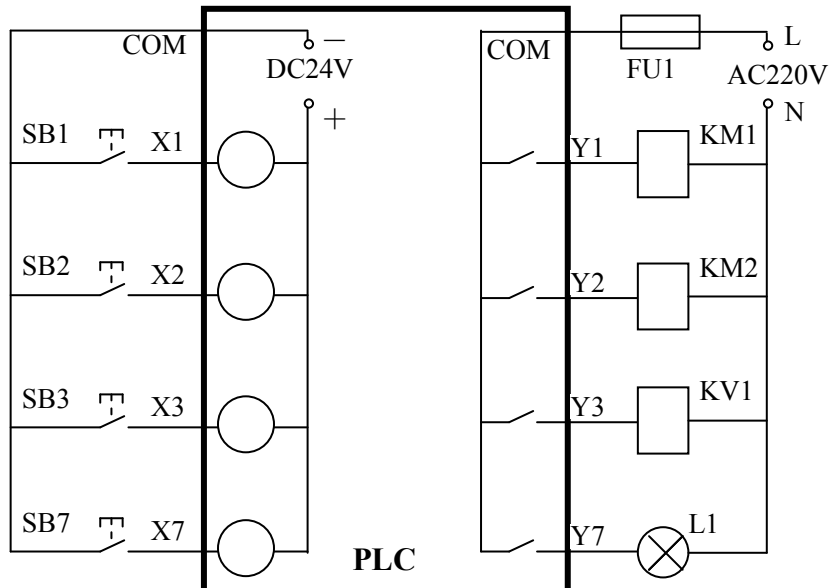 COM
DC24V
−
+
SB1
X1
SB2
X2
SB3
X3
SB7
X7
PLC
COM
FU1
L
AC220V
N
Y1
KM1
Y2
KM2
Y3
KV1
Y7
L1